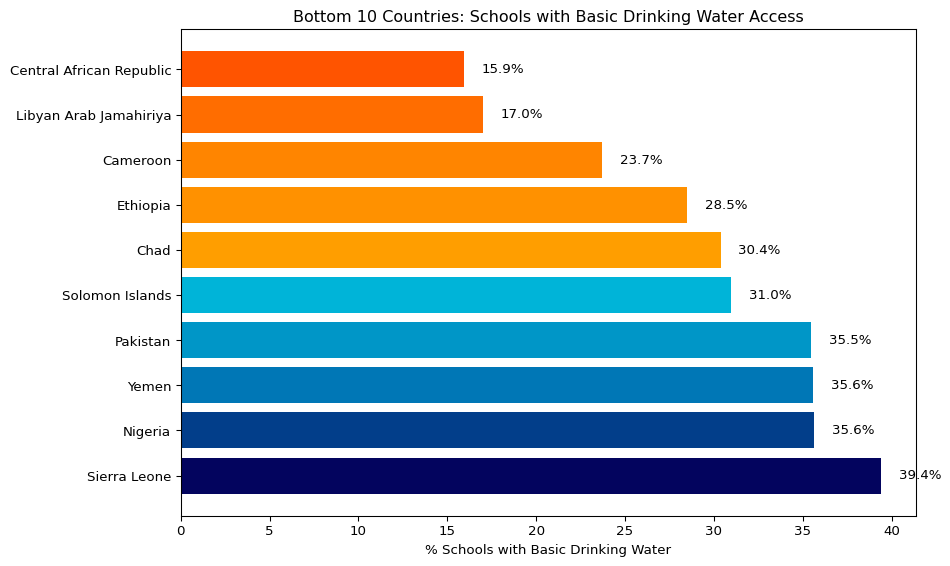 Bottom 10 Countries: Schools with Basic Drinking Water Access
Central African Republic 15.9%
Libyan Arab Jamahiriya 17.0%
Cameroon 23.7%
Ethiopia 28.5%
Chad 30.4%
Solomon Islands 31.0%
Pakistan 35.5%
Yemen 35.6%
Nigeria 35.6%
Sierra Leone 39.4%
0 5 10 15 20 25 30 35 40
% Schools with Basic Drinking Water